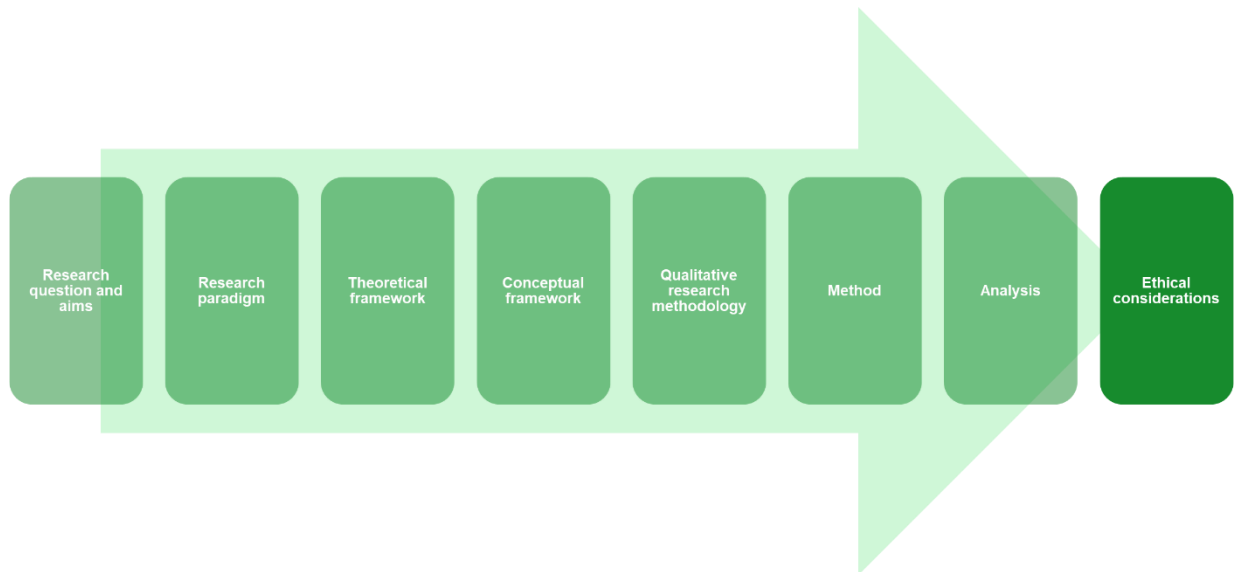 Research
question and
aims
Research
paradigm
Theoretical
framework
Conceptual
framework
Qualitative
research
methodology
Method
Analysis
Ethical
considerations